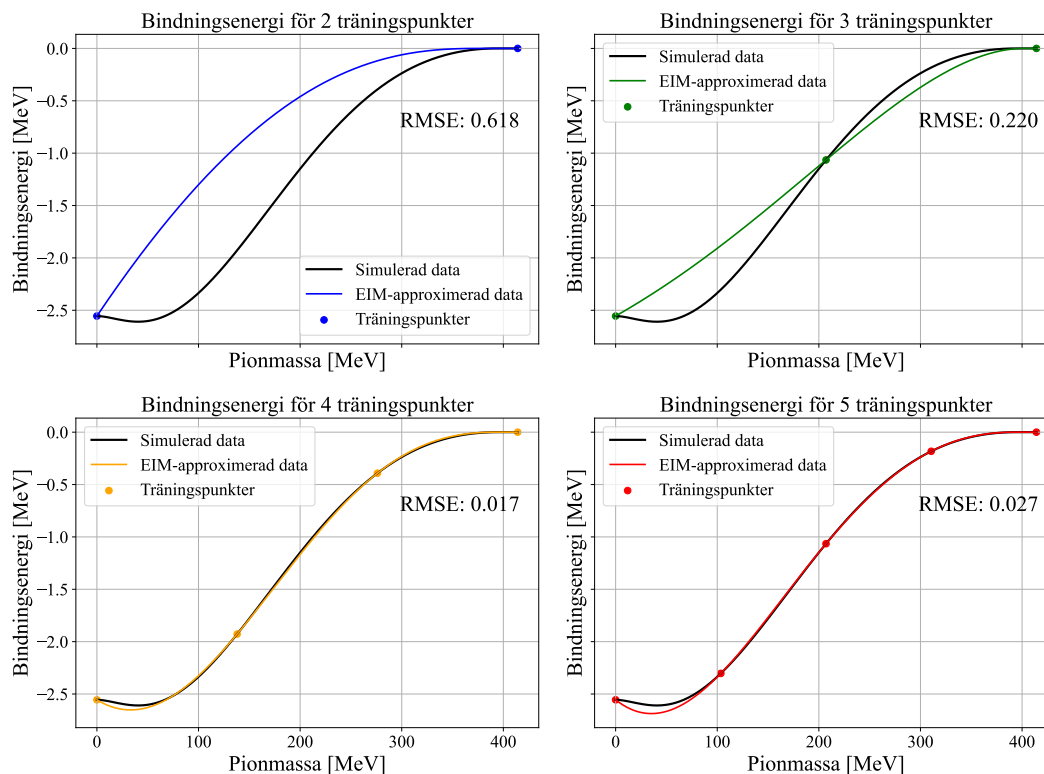 Bindningsenergi för 2 träningspunkter
0.0
−0.5
−1.0
−1.5
−2.0
−2.5
Bindningsenergi [MeV]
RMSE: 0.618
Simulerad data
EIM-approximerad data
Träningspunkter
Pionmassa [MeV]
Bindningsenergi för 3 träningspunkter
Bindningsenergi [MeV]
Simulerad data
EIM-approximerad data
Träningspunkter
RMSE: 0.220
Pionmassa [MeV]
Bindningsenergi för 4 träningspunkter
0.0
−0.5
−1.0
−1.5
−2.0
−2.5
Bindningsenergi [MeV]
Simulerad data
EIM-approximerad data
Träningspunkter
RMSE: 0.017
0 100 200 300 400
Pionmassa [MeV]
Bindningsenergi för 5 träningspunkter
Bindningsenergi [MeV]
Simulerad data
EIM-approximerad data
Träningspunkter
RMSE: 0.027
0 100 200 300 400
Pionmassa [MeV]